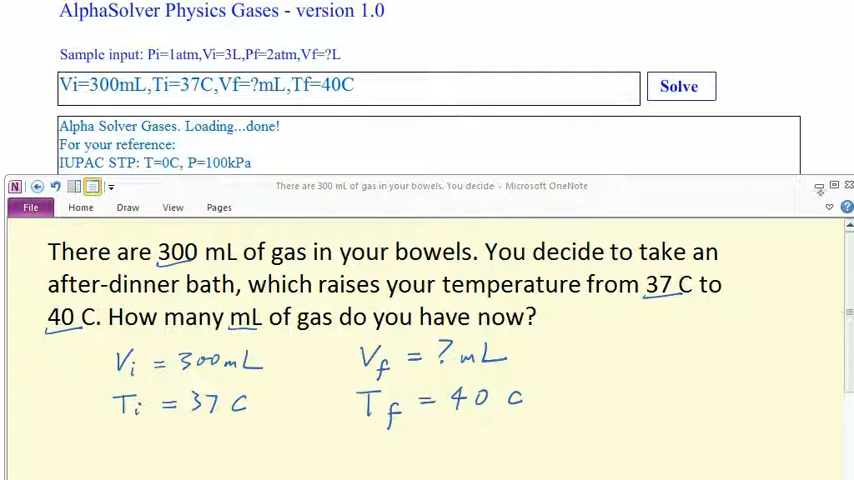 AlphaSolver Physics Gases - version 1.0
Sample input: Pi=1atm,Vi=3L,Pf=2atm,Vf=?L
Vi=300mL,Ti=37C,Vf=?mL,Tf=40C
Solve
Alpha Solver Gases. Loading...done!
For your reference:
IUPAC STP: T=0C, P=100kPa
There are 300 mL of gas in your bowels. You decide - Microsoft OneNote
File Home Draw View Pages
There are 300 mL of gas in your bowels. You decide to take an
after-dinner bath, which raises your temperature from 37 C to
40 C. How many mL of gas do you have now?
Vi = 300mL Vf = ? mL
Ti = 37 C Tf = 40 C